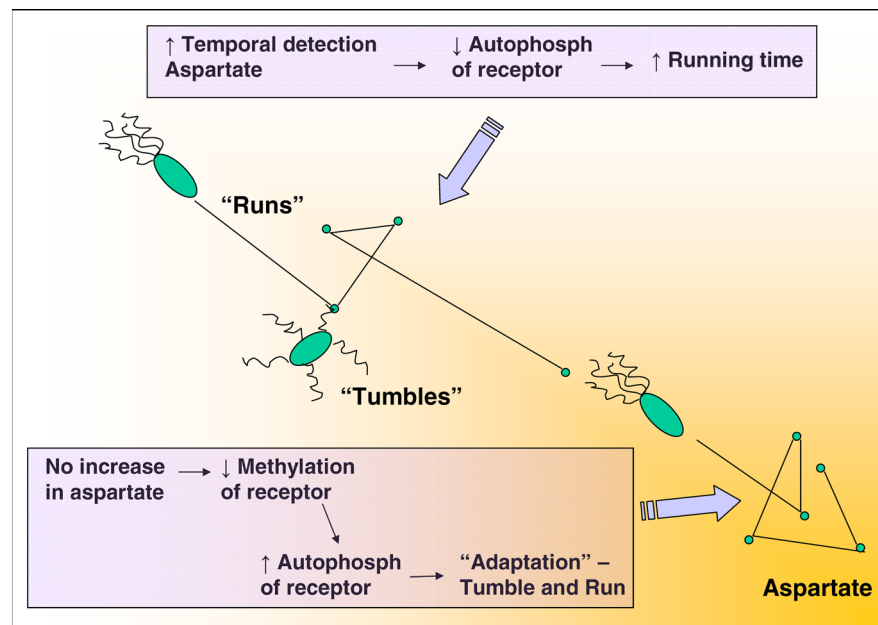 ↑ Temporal detection
Aspartate
↓ Autophosph
of receptor
↑ Running time
“Runs”
“Tumbles”
No increase
in aspartate
↓ Methylation
of receptor
↑ Autophosph
of receptor
“Adaptation” –
Tumble and Run
Aspartate